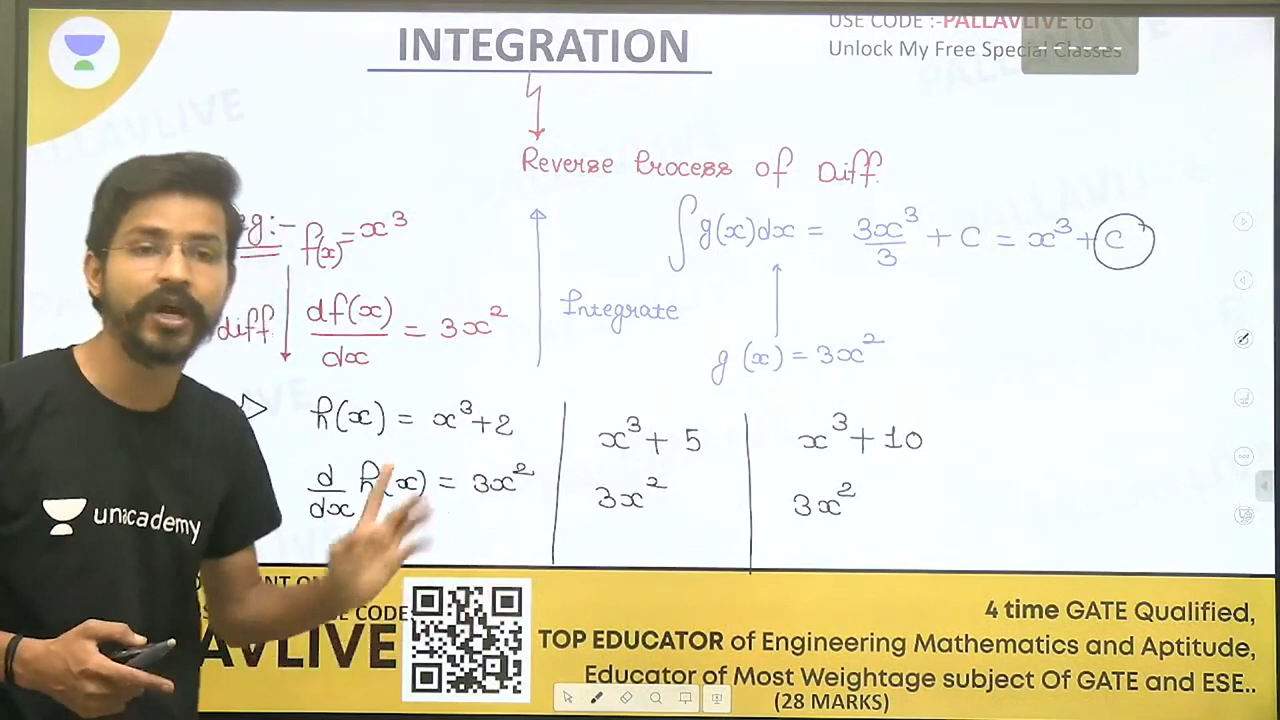 INTEGRATION
USE CODE :-PALLAVLIVE to
Unlock My Free Special Classes
Reverse Process of Diff.
eg:- f(x) = x³
∫g(x)dx = 3x³/3 + C = x³ + C
diff df(x)/dx = 3x²
Integrate
g(x) = 3x²
h(x) = x³+2
x³ + 5
x³ + 10
d/dx h(x) = 3x²
3x²
3x²
unacademy
CODE
AVLIVE
4 time GATE Qualified,
TOP EDUCATOR of Engineering Mathematics and Aptitude,
Educator of Most Weightage subject Of GATE and ESE..
(28 MARKS)